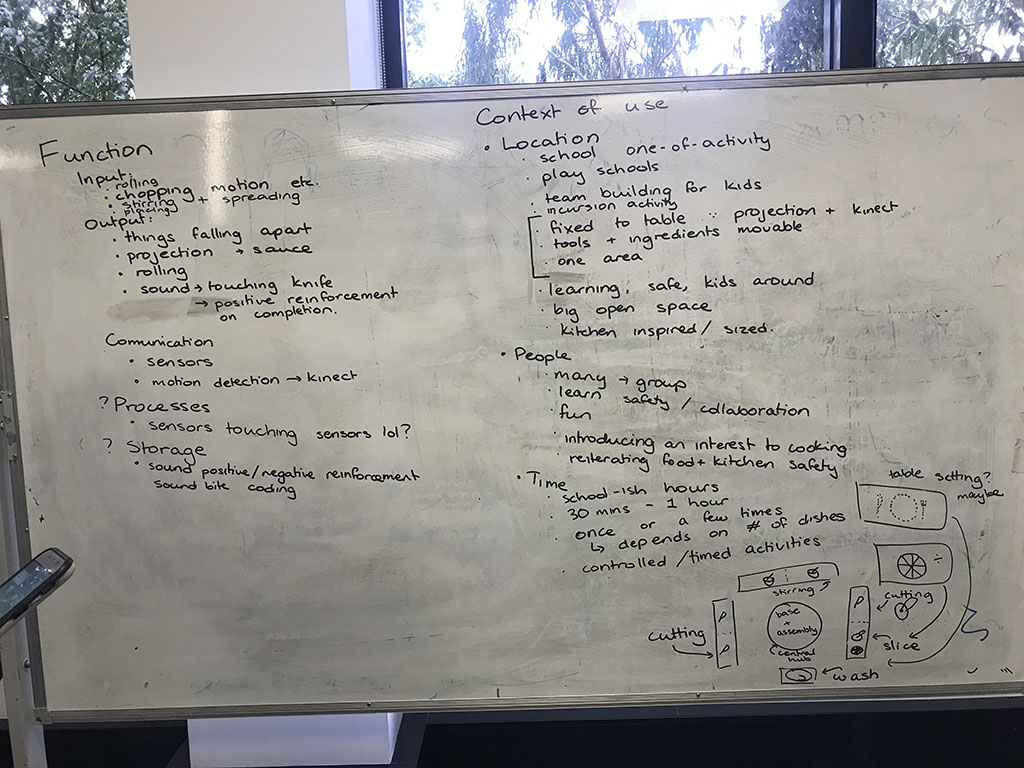 Function
Input:
· rolling
· chopping motion etc.
· stirring + spreading
placing
Output:
· things falling apart
· projection → sauce
· rolling
· sound → touching knife
→ positive reinforcement
on completion.
Comunication
· sensors
· motion detection → kinect
? Processes
· sensors touching sensors lol?
? Storage
· sound positive/negative reinforcement
sound bite coding
Context of use
· Location
· school one-of-activity
· play schools
· team building for kids
· incursion activity
· fixed to table ∵ projection + kinect
· tools + ingredients movable
· one area
· learning, safe, kids around
· big open space
· kitchen inspired/ sized.
· People
· many → group
· learn safety / collaboration
· fun
· introducing an interest to cooking
· reiterating food + kitchen safety
· Time
· school-ish hours
· 30 mins - 1 hour
· once or a few times
↳ depends on # of dishes
· controlled /timed activities
table setting?
maybe
÷
stirring
cutting
base
+
assembly
central
hub
cutting
slice
wash